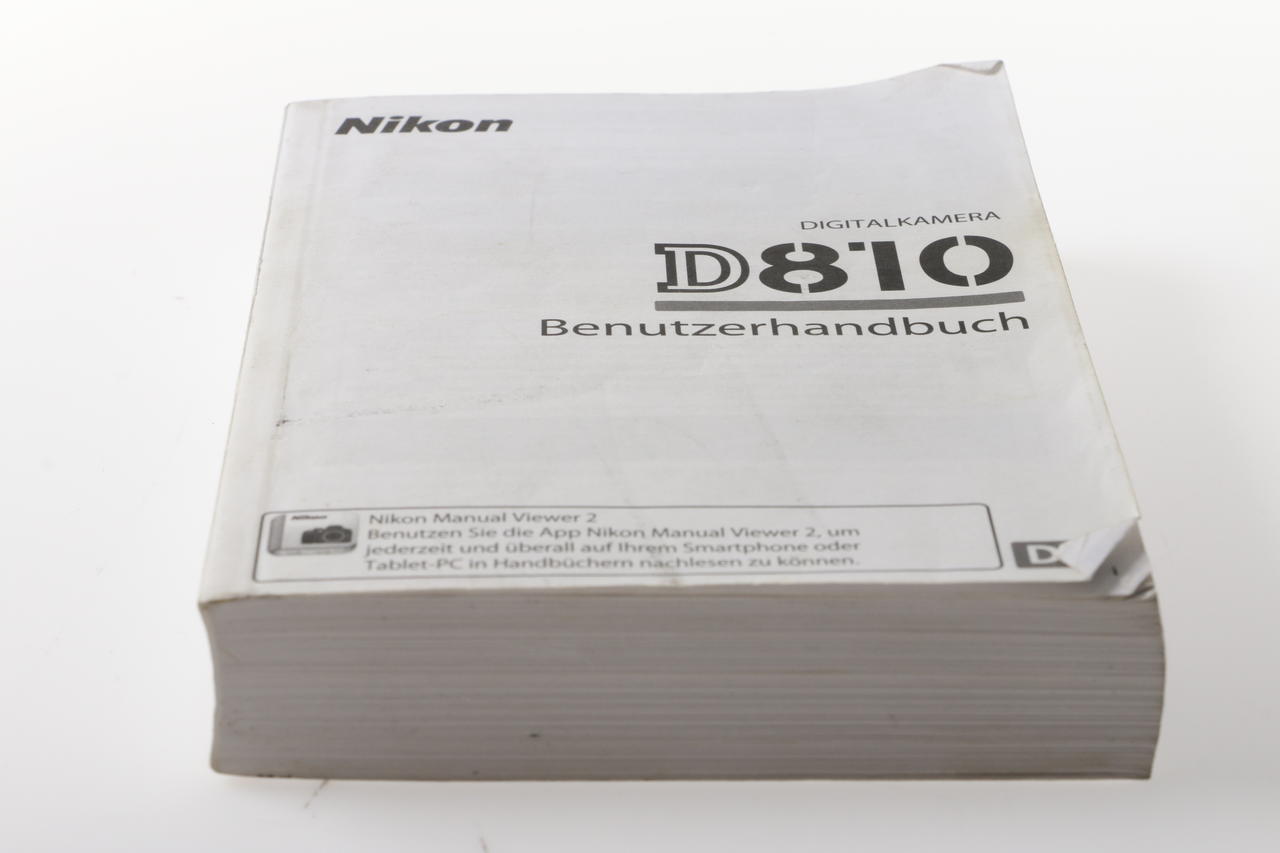 Nikon
DIGITALKAMERA
D810
Benutzerhandbuch
Nikon
Nikon Manual Viewer 2
Benutzen Sie die App Nikon Manual Viewer 2, um
jederzeit und überall auf Ihrem Smartphone oder
Tablet-PC in Handbüchern nachlesen zu können.